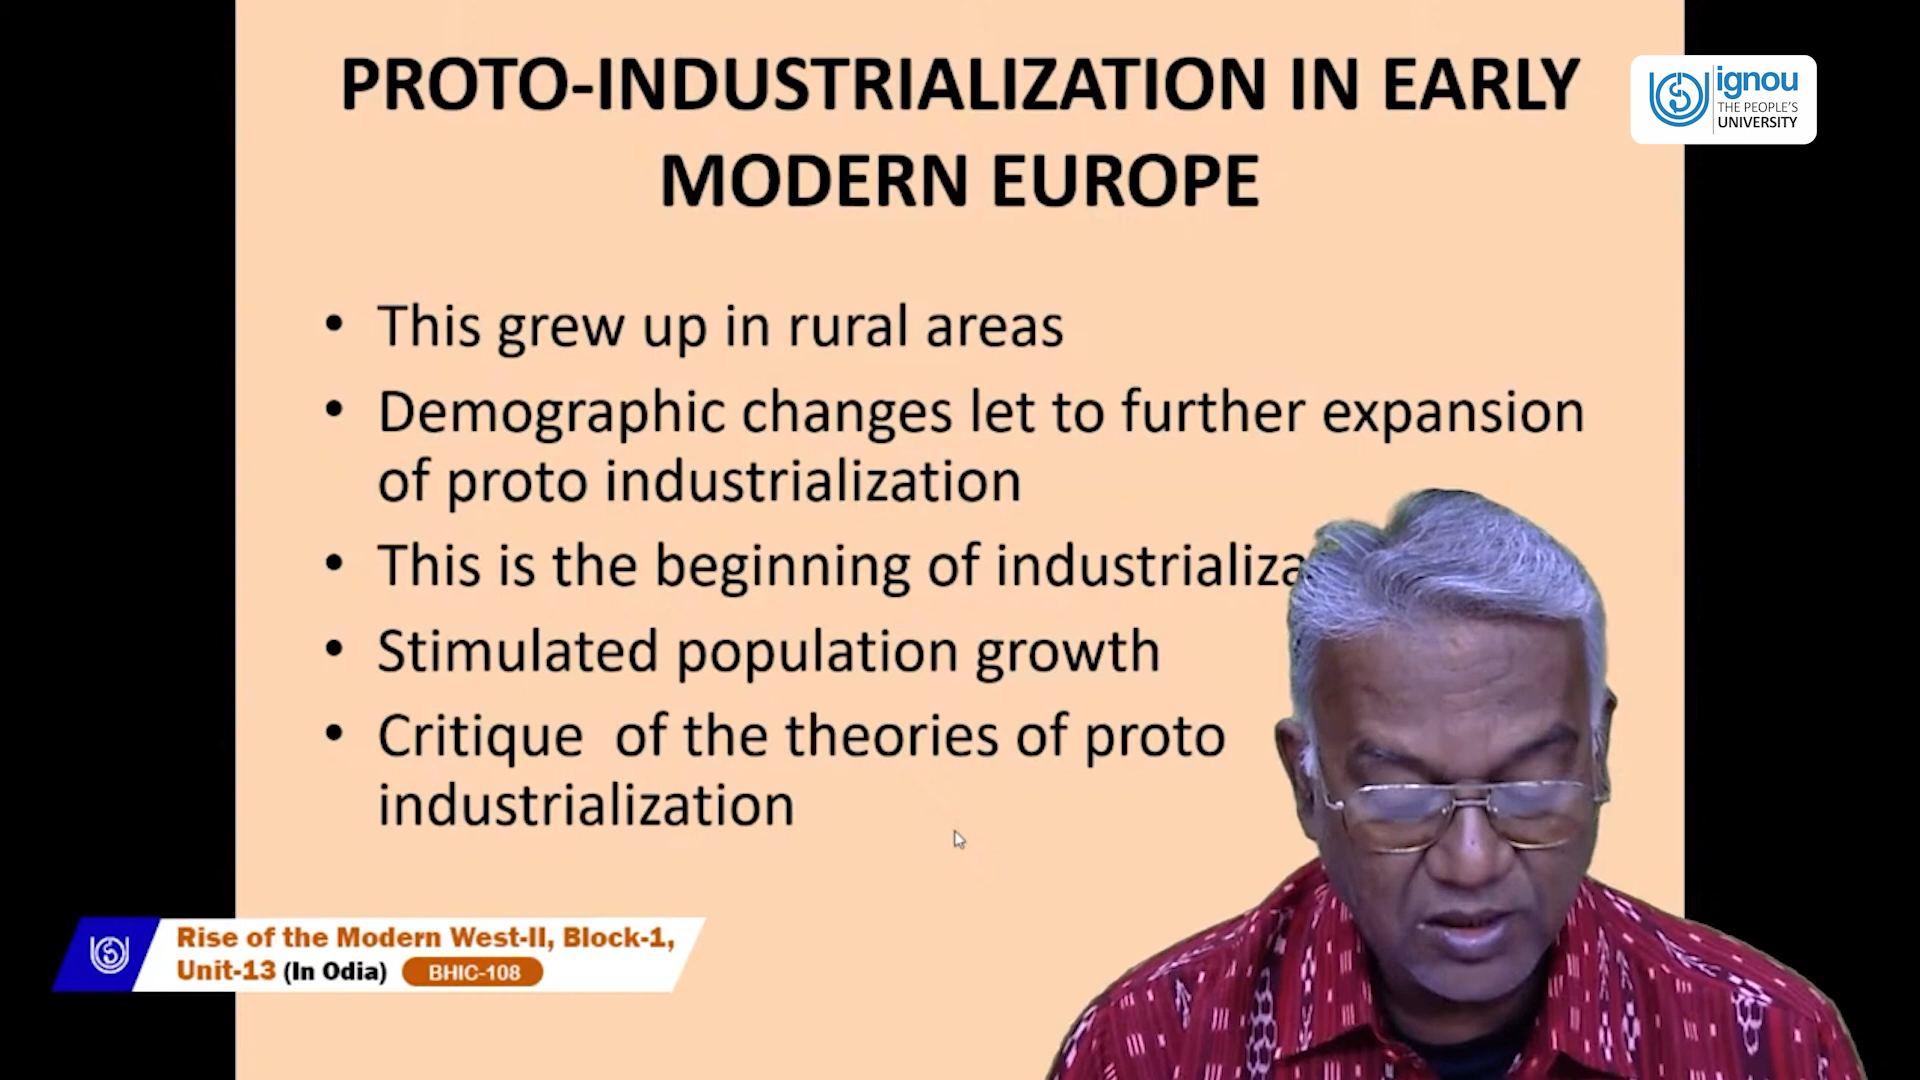 PROTO-INDUSTRIALIZATION IN EARLY
MODERN EUROPE
ignou
THE PEOPLE'S
UNIVERSITY
• This grew up in rural areas
• Demographic changes let to further expansion
of proto industrialization
• This is the beginning of
• Stimulated population growth
• Critique of the theories of proto
industrialization
Rise of the Modern West-II, Block-1,
Unit-13 (In Odia) BHIC-108